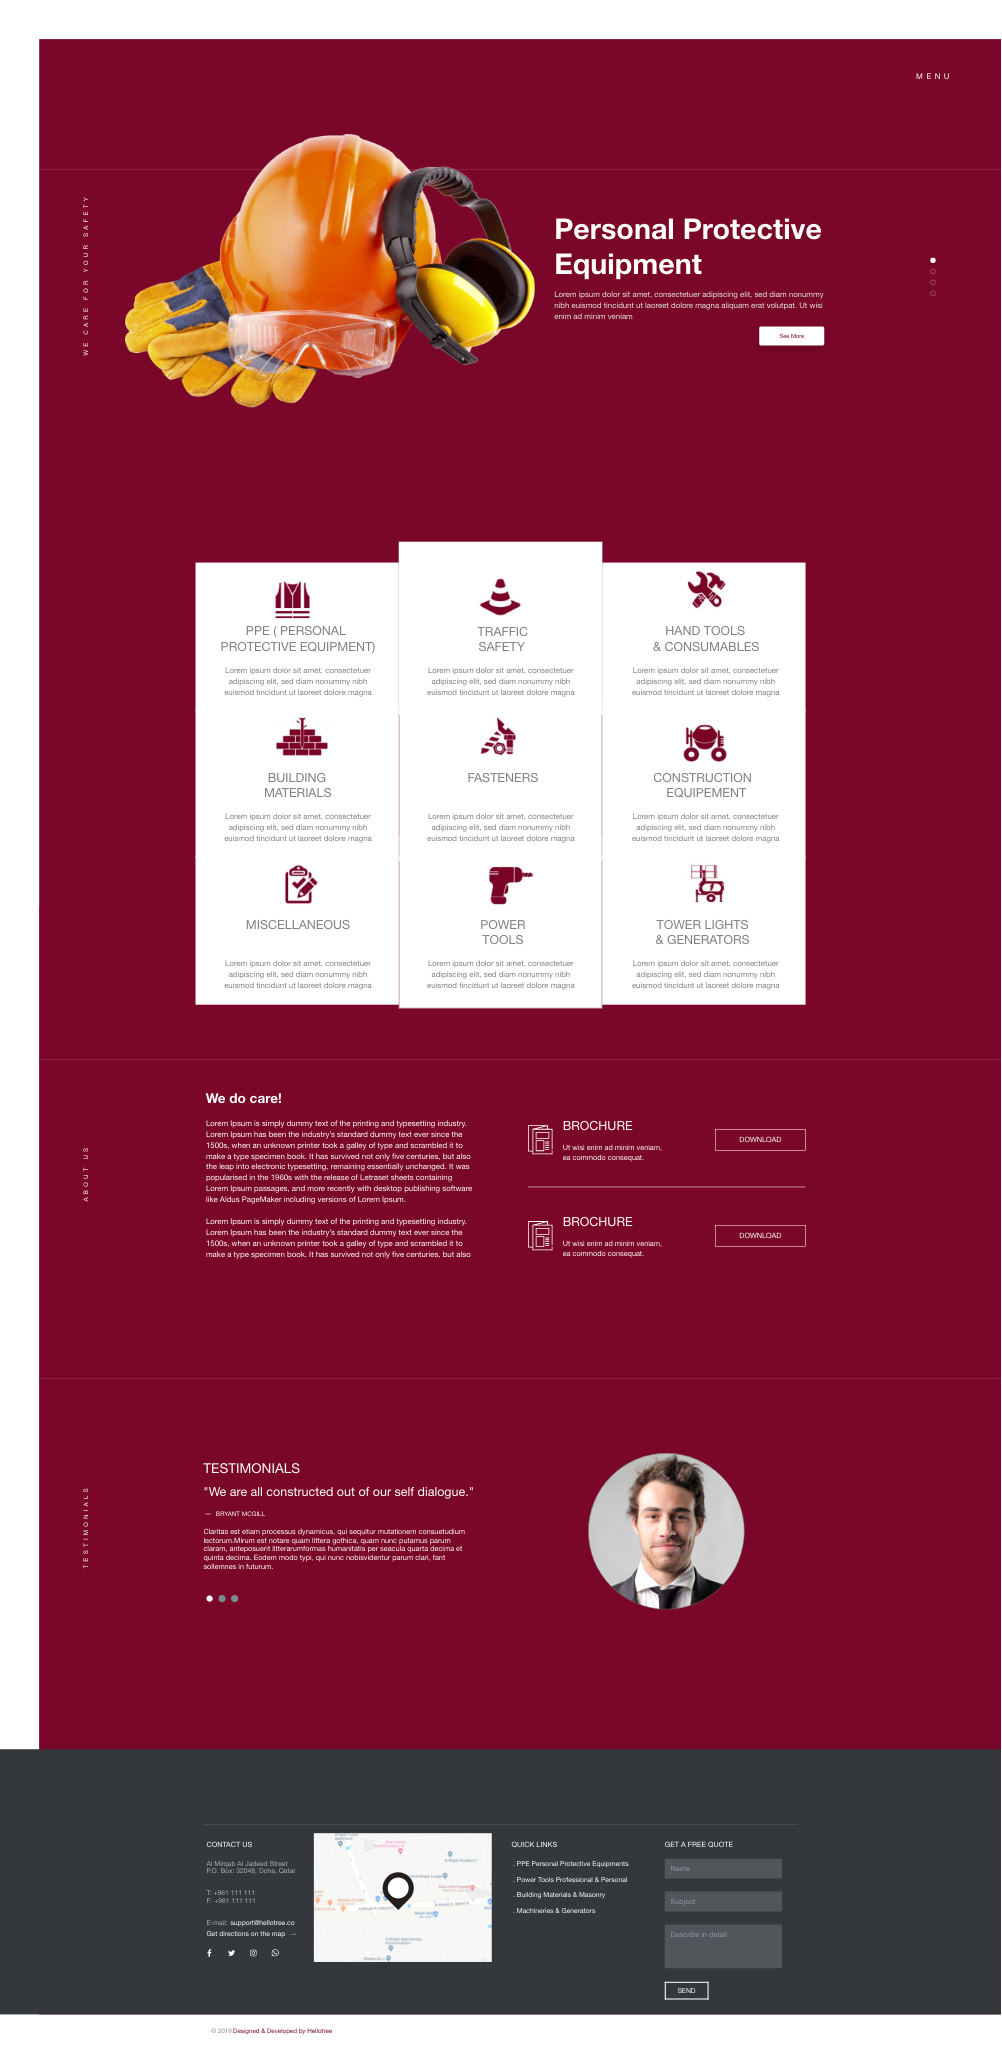 MENU
WE CARE FOR YOUR SAFETY
Personal Protective
Equipment
Lorem ipsum dolor sit amet, consectetuer adipiscing elit, sed diam nonummy
nibh euismod tincidunt ut laoreet dolore magna aliquam erat volutpat. Ut wisi
enim ad minim veniam
See More
PPE ( PERSONAL
PROTECTIVE EQUIPMENT)
Lorem ipsum dolor sit amet, consectetuer
adipiscing elit, sed diam nonummy nibh
euismod tincidunt ut laoreet dolore magna
TRAFFIC
SAFETY
Lorem ipsum dolor sit amet, consectetuer
adipiscing elit, sed diam nonummy nibh
euismod tincidunt ut laoreet dolore magna
HAND TOOLS
& CONSUMABLES
Lorem ipsum dolor sit amet, consectetuer
adipiscing elit, sed diam nonummy nibh
euismod tincidunt ut laoreet dolore magna
BUILDING
MATERIALS
Lorem ipsum dolor sit amet, consectetuer
adipiscing elit, sed diam nonummy nibh
euismod tincidunt ut laoreet dolore magna
FASTENERS
Lorem ipsum dolor sit amet, consectetuer
adipiscing elit, sed diam nonummy nibh
euismod tincidunt ut laoreet dolore magna
CONSTRUCTION
EQUIPEMENT
Lorem ipsum dolor sit amet, consectetuer
adipiscing elit, sed diam nonummy nibh
euismod tincidunt ut laoreet dolore magna
MISCELLANEOUS
Lorem ipsum dolor sit amet, consectetuer
adipiscing elit, sed diam nonummy nibh
euismod tincidunt ut laoreet dolore magna
POWER
TOOLS
Lorem ipsum dolor sit amet, consectetuer
adipiscing elit, sed diam nonummy nibh
euismod tincidunt ut laoreet dolore magna
TOWER LIGHTS
& GENERATORS
Lorem ipsum dolor sit amet, consectetuer
adipiscing elit, sed diam nonummy nibh
euismod tincidunt ut laoreet dolore magna
ABOUT US
We do care!
Lorem Ipsum is simply dummy text of the printing and typesetting industry.
Lorem Ipsum has been the industry's standard dummy text ever since the
1500s, when an unknown printer took a galley of type and scrambled it to
make a type specimen book. It has survived not only five centuries, but also
the leap into electronic typesetting, remaining essentially unchanged. It was
popularised in the 1960s with the release of Letraset sheets containing
Lorem Ipsum passages, and more recently with desktop publishing software
like Aldus PageMaker including versions of Lorem Ipsum.
Lorem Ipsum is simply dummy text of the printing and typesetting industry.
Lorem Ipsum has been the industry's standard dummy text ever since the
1500s, when an unknown printer took a galley of type and scrambled it to
make a type specimen book. It has survived not only five centuries, but also
BROCHURE
Ut wisi enim ad minim veniam,
ea commodo consequat.
DOWNLOAD
BROCHURE
Ut wisi enim ad minim veniam,
ea commodo consequat.
DOWNLOAD
TESTIMONIALS
TESTIMONIALS
"We are all constructed out of our self dialogue."
— BRYANT MCGILL
Claritas est etiam processus dynamicus, qui sequitur mutationem consuetudium
lectorum.Mirum est notare quam littera gothica, quam nunc putamus parum
claram, anteposuerit litterarumformas humanitatis per seacula quarta decima et
quinta decima. Eodem modo typi, qui nunc nobisvidentur parum clari, fant
sollemnes in futurum.
CONTACT US
Al Mirqab Al Jadeed Street
P.O. Box: 32048, Doha, Qatar
T: +961 111 111
F: +961 111 111
E-mail: support@hellotree.co
Get directions on the map →
QUICK LINKS
. PPE Personal Protective Equipments
. Power Tools Professional & Personal
. Building Materials & Masonry
. Machineries & Generators
GET A FREE QUOTE
Name
Subject
Describe in detail
SEND
© 2019 Designed & Developed by Hellotree